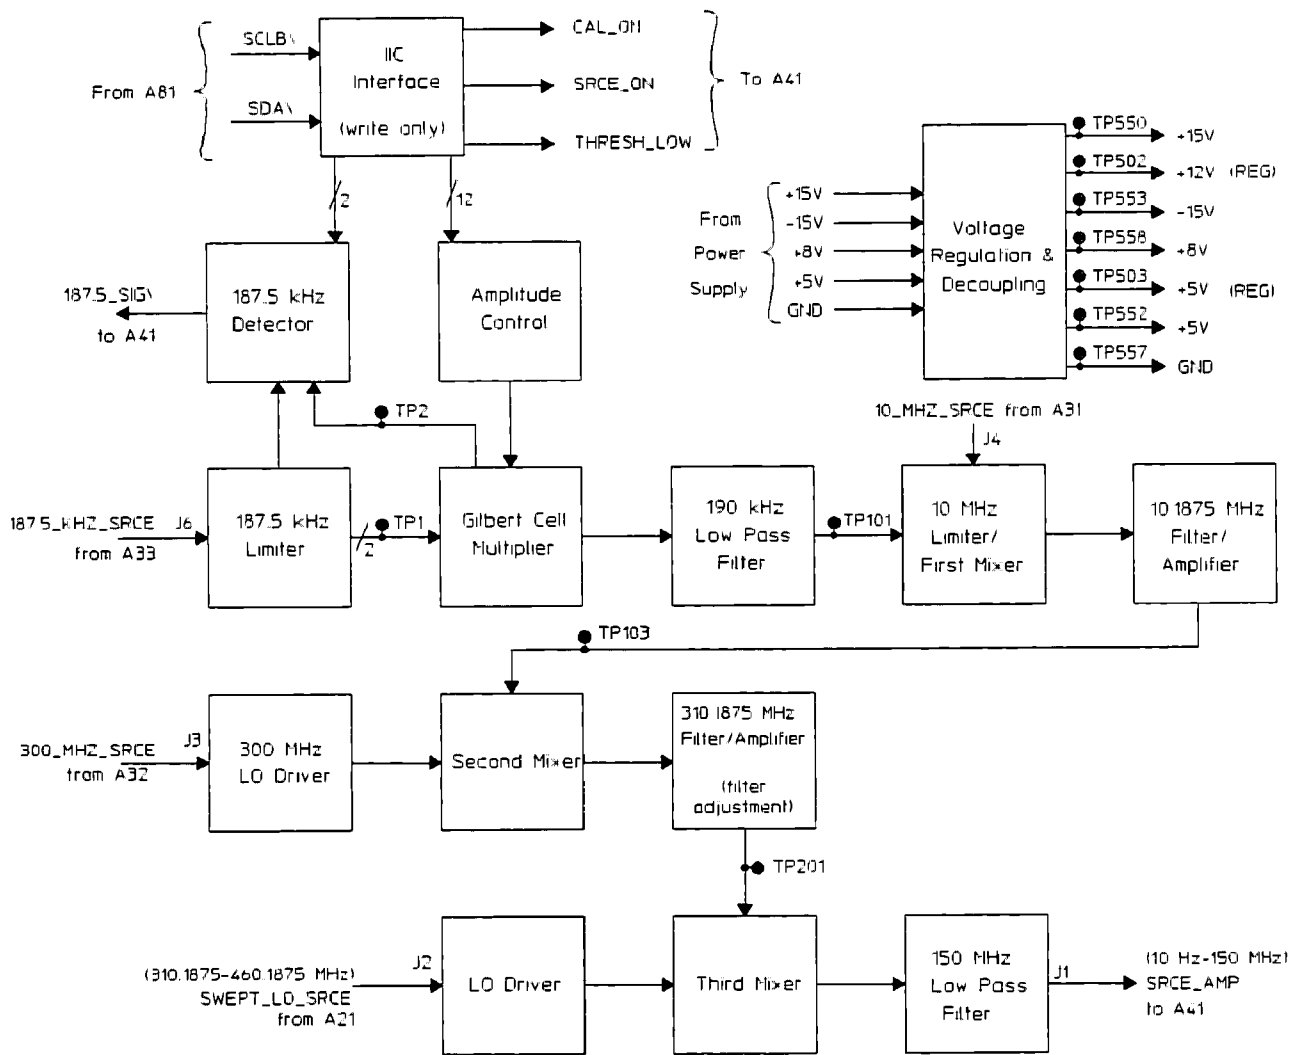 SCLB\
SDA\
From A81
IIC
Interface
(write only)
CAL_ON
SRCE_ON
THRESH_LOW
To A41
2
12
187.5_SIG\
to A41
187.5 kHz
Detector
Amplitude
Control
From
Power
Supply
+15V
-15V
+8V
+5V
GND
Voltage
Regulation &
Decoupling
TP550
+15V
TP502
+12V (REG)
TP553
-15V
TP558
+8V
TP503
+5V (REG)
TP552
+5V
TP557
GND
TP2
10_MHZ_SRCE from A31
J4
187.5_kHZ_SRCE
from A33
J6
187.5 kHz
Limiter
2
TP1
Gilbert Cell
Multiplier
190 kHz
Low Pass
Filter
TP101
10 MHz
Limiter/
First Mixer
10.1875 MHz
Filter/
Amplifier
TP103
300_MHZ_SRCE
from A32
J3
300 MHz
LO Driver
Second Mixer
310.1875 MHz
Filter/Amplifier
(filter
adjustment)
TP201
(310.1875-460.1875 MHz)
SWEPT_LO_SRCE
from A21
J2
LO Driver
Third Mixer
150 MHz
Low Pass
Filter
J1
(10 Hz-150 MHz)
SRCE_AMP
to A41